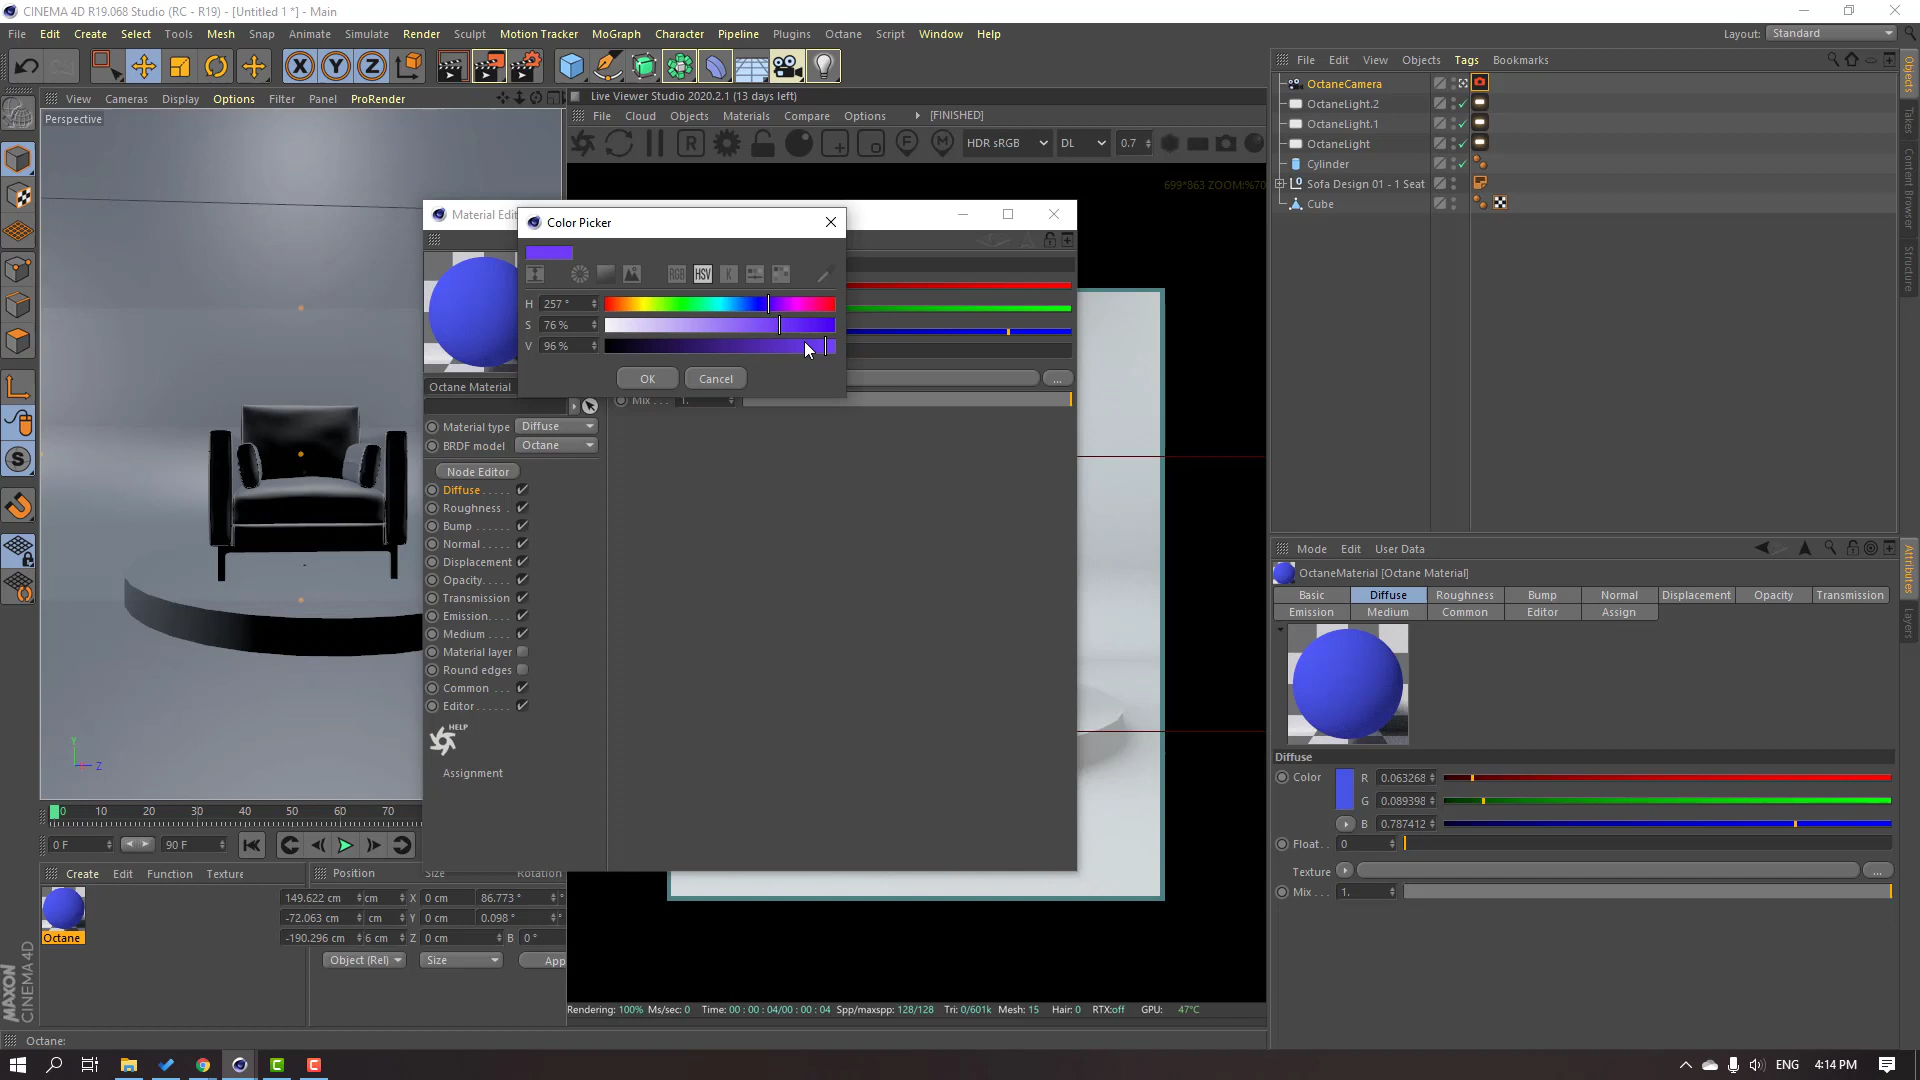 CINEMA 4D R19.068 Studio (RC - R19) - [Untitled 1 *] - Main
File Edit Create Select Tools Mesh Snap Animate Simulate Render Sculpt Motion Tracker MoGraph Character Pipeline Plugins Octane Script Window Help
Layout: Standard
X Y Z
View Cameras Display Options Filter Panel ProRender
Perspective
Live Viewer Studio 2020.2.1 (13 days left)
File Cloud Objects Materials Compare Options [FINISHED]
HDR sRGB DL 0.7
699*863 ZOOM:%70
Color Picker
RGB HSV K
H 257 °
S 76 %
V 96 %
OK Cancel
Octane Material
Mix . . . 1.
Material type Diffuse
BRDF model Octane
Node Editor
Diffuse
Roughness
Bump
Normal
Displacement
Opacity
Transmission
Emission
Medium
Material layer
Round edges
Common
Editor
HELP
Assignment
File Edit View Objects Tags Bookmarks
OctaneCamera
OctaneLight.2
OctaneLight.1
OctaneLight
Cylinder
Sofa Design 01 - 1 Seat
Cube
Objects
Takes
Content Browser
Structure
Mode Edit User Data
OctaneMaterial [Octane Material]
Basic Diffuse Roughness Bump Normal Displacement Opacity Transmission
Emission Medium Common Editor Assign
Attributes
Layers
Diffuse
Color R 0.063268
G 0.089398
B 0.787412
Float . . 0
Texture
Mix . . . 1.
Y
Z
0 10 20 30 40 50 60 70
0 F 90 F
Create Edit Function Texture
Octane
Position Size Rotation
149.622 cm cm X 0 cm 86.773 °
-72.063 cm cm Y 0 cm 0.098 °
-190.296 cm 6 cm Z 0 cm B 0 °
Object (Rel) Size App
Rendering: 100% Ms/sec: 0 Time: 00 : 00 : 04/00 : 00 : 04 Spp/maxspp: 128/128 Tri: 0/601k Mesh: 15 Hair: 0 RTX:off GPU: 47°C
MAXON CINEMA 4D
Octane:
ENG 4:14 PM